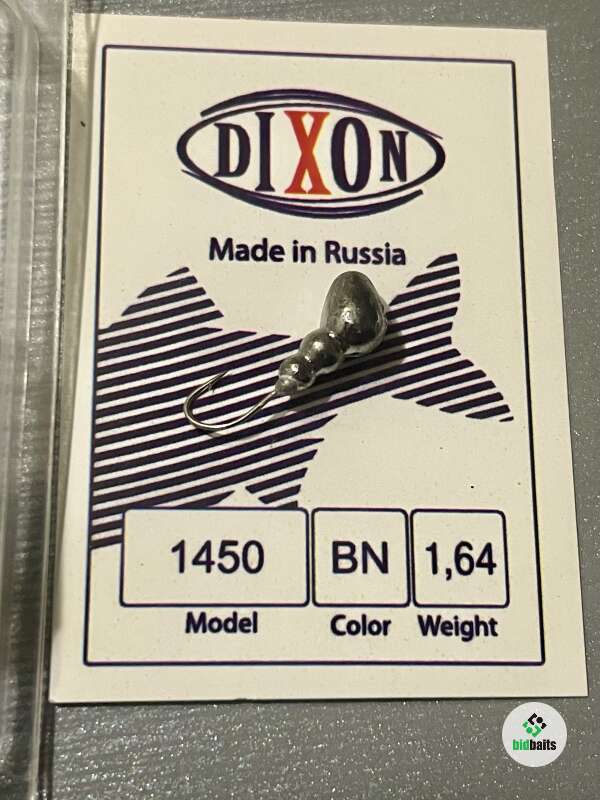 DIXON
Made in Russia
1450 BN 1,64
Model Color Weight
bidbaits